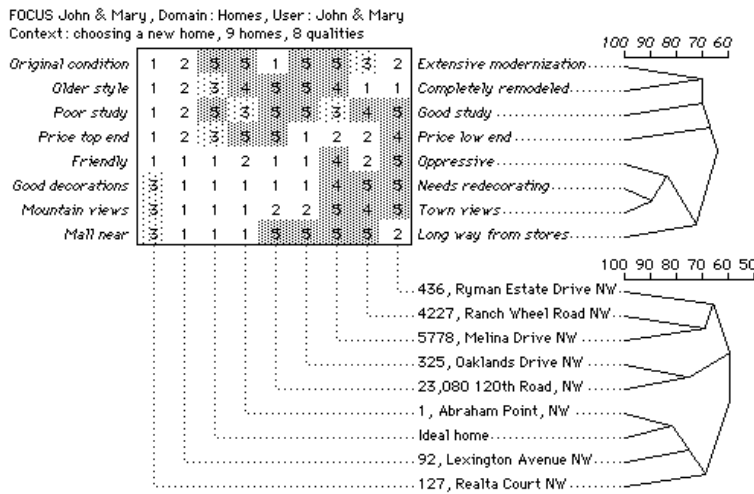 FOCUS John & Mary, Domain: Homes, User: John & Mary
Context: choosing a new home, 9 homes, 8 qualities
100 90 80 70 60
Original condition 1 2 5 5 1 5 5 3 2 Extensive modernization
Older style 1 2 3 4 5 5 4 1 1 Completely remodeled
Poor study 1 2 5 3 5 5 3 4 5 Good study
Price top end 1 2 3 5 5 1 2 2 4 Price low end
Friendly 1 1 1 2 1 1 4 2 5 Oppressive
Good decorations 3 1 1 1 1 1 4 5 5 Needs redecorating
Mountain views 3 1 1 1 2 2 5 4 5 Town views
Mall near 3 1 1 1 5 5 5 5 2 Long way from stores
100 90 80 70 60 50
436, Ryman Estate Drive NW
4227, Ranch Wheel Road NW
5778, Melina Drive NW
325, Oaklands Drive NW
23,080 120th Road, NW
1, Abraham Point, NW
Ideal home
92, Lexington Avenue NW
127, Realta Court NW